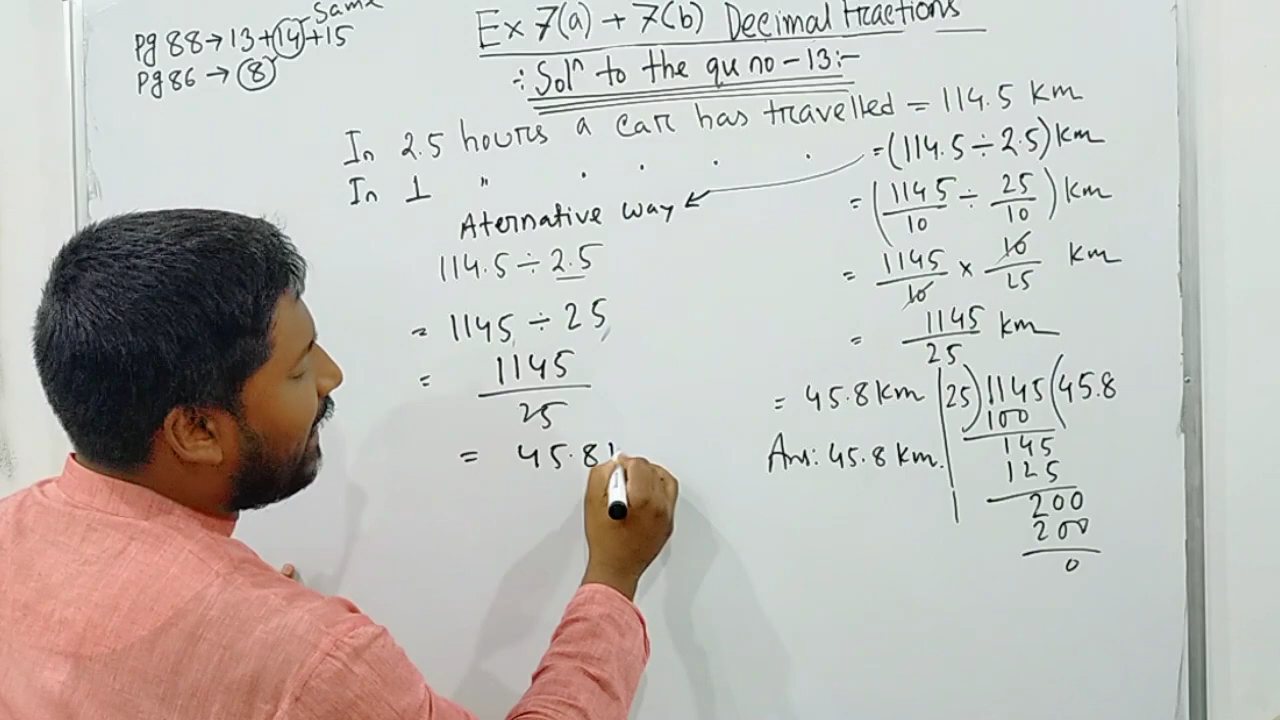 Pg 88 → 13 + 14 + 15 Same
Pg 86 → 8
Ex 7(a) + 7(b) Decimal fractions
÷ Solⁿ to the qu no - 13:-
In 2.5 hours a car has travelled = 114.5 km
In 1 " . . . . = (114.5 ÷ 2.5) km
= (1145/10 ÷ 25/10) km
= 1145/10 × 10/25 km
= 1145/25 km
= 45.8 km
Ans: 45.8 km.
25) 1145 (45.8
100
145
125
200
200
0
Aternative way
114.5 ÷ 2.5
= 1145 ÷ 25
= 1145/25
= 45.8